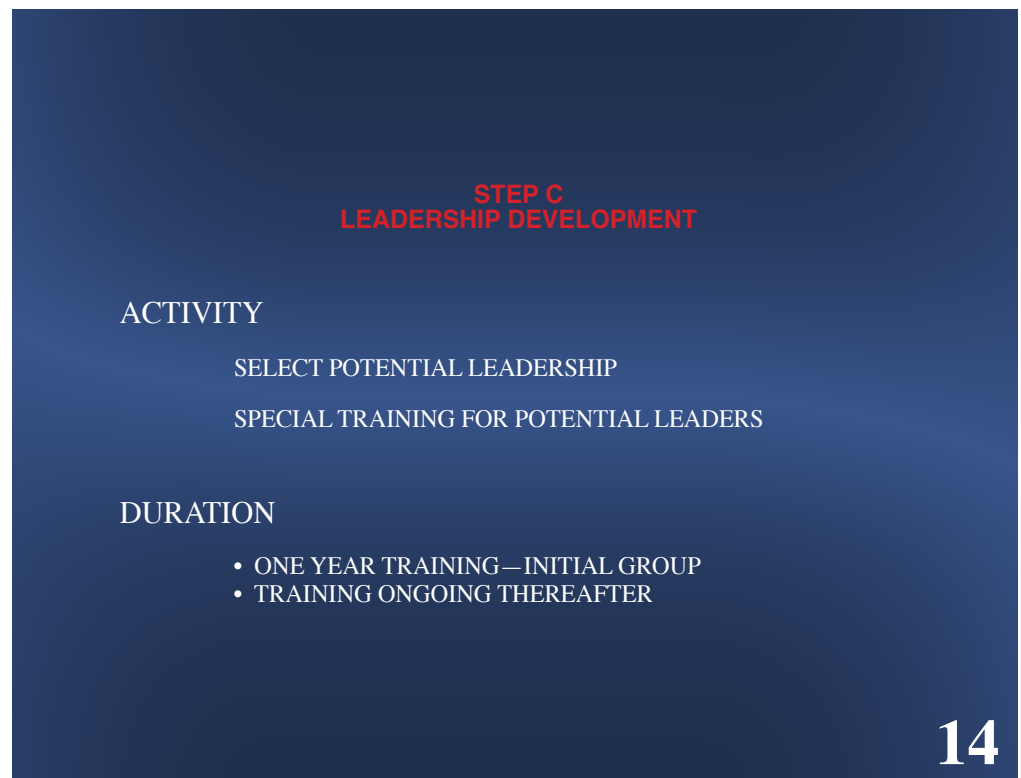 STEP C
LEADERSHIP DEVELOPMENT
ACTIVITY
SELECT POTENTIAL LEADERSHIP
SPECIAL TRAINING FOR POTENTIAL LEADERS
DURATION
• ONE YEAR TRAINING—INITIAL GROUP
• TRAINING ONGOING THEREAFTER
14